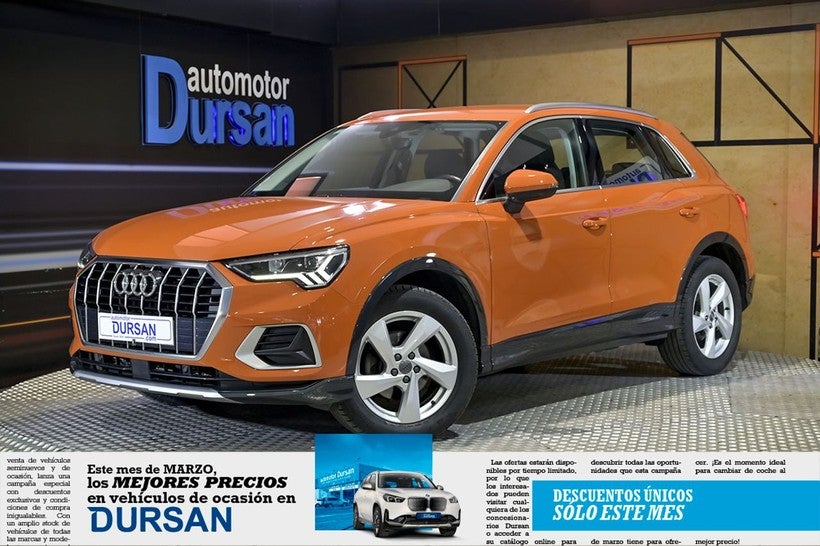 automotor
Dursan
automotor
DURSAN
.com
venta de vehículos
seminuevos y de
ocasión, lanza una
campaña especial
con descuentos
exclusivos y condi-
ciones de compra
inigualables. Con
un amplio stock de
vehículos de todas
las marcas y mode-
Este mes de MARZO,
los MEJORES PRECIOS
en vehículos de ocasión en
DURSAN
automotor Dursan
Las ofertas estarán dispo-
nibles por tiempo limitado,
por lo que
los interesa-
dos pueden
visitar cual-
quiera de los
concesiona-
rios Dursan
o acceder a
su catálogo online para
descubrir todas las oportu-
nidades que esta campaña
de marzo tiene para ofre-
cer. ¡Es el momento ideal
para cambiar de coche al
mejor precio!
DESCUENTOS ÚNICOS
SÓLO ESTE MES